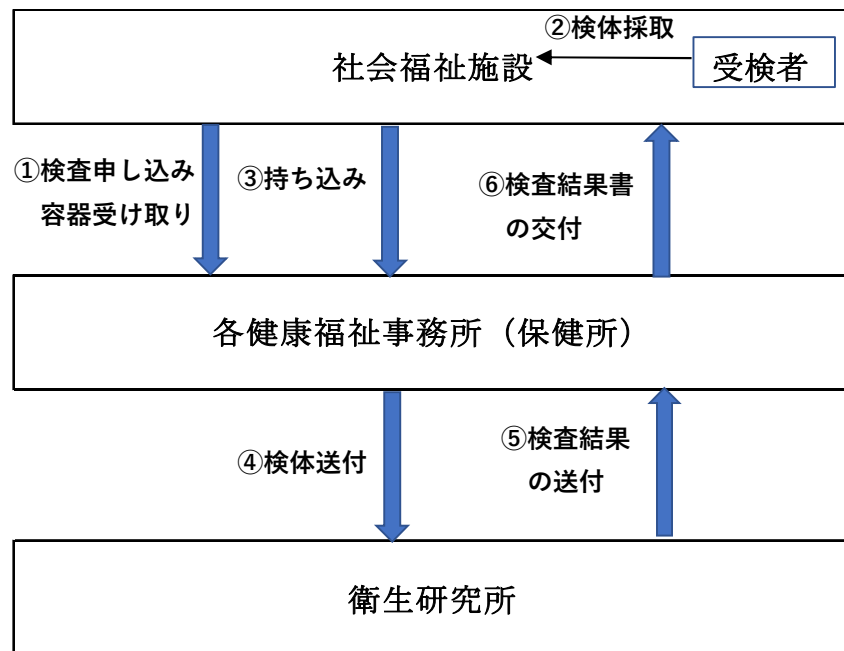 ②検体採取
社会福祉施設
受検者
①検査申し込み
容器受け取り
③持ち込み
⑥検査結果書
の交付
各健康福祉事務所（保健所）
④検体送付
⑤検査結果
の送付
衛生研究所